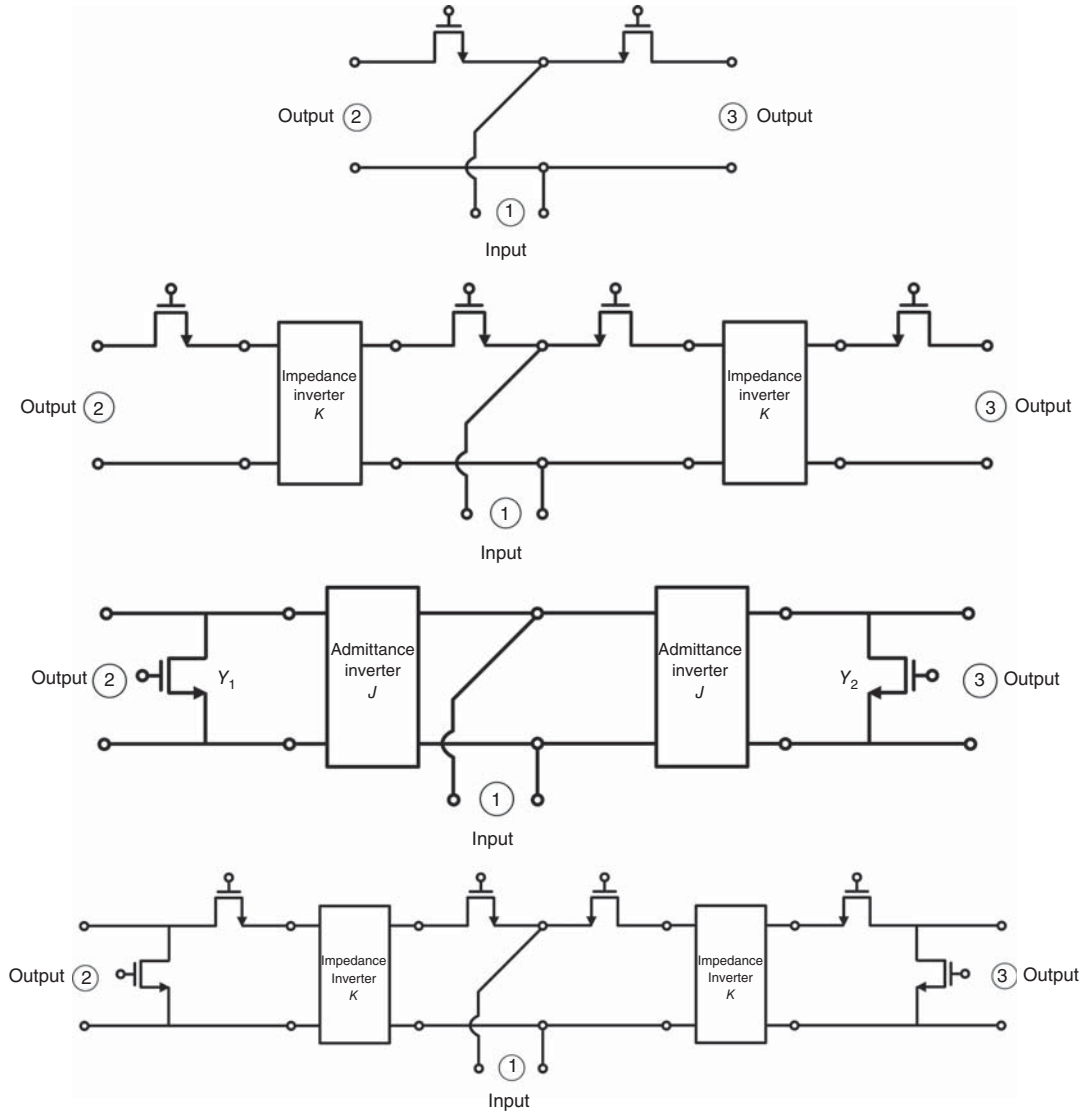 Output 2
3 Output
1
Input
Impedance
inverter
K
Impedance
inverter
K
Output 2
3 Output
1
Input
Admittance
inverter
J
Admittance
inverter
J
Output 2
Y1
Y2
3 Output
1
Input
Impedance
Inverter
K
Impedance
Inverter
K
Output 2
3 Output
1
Input